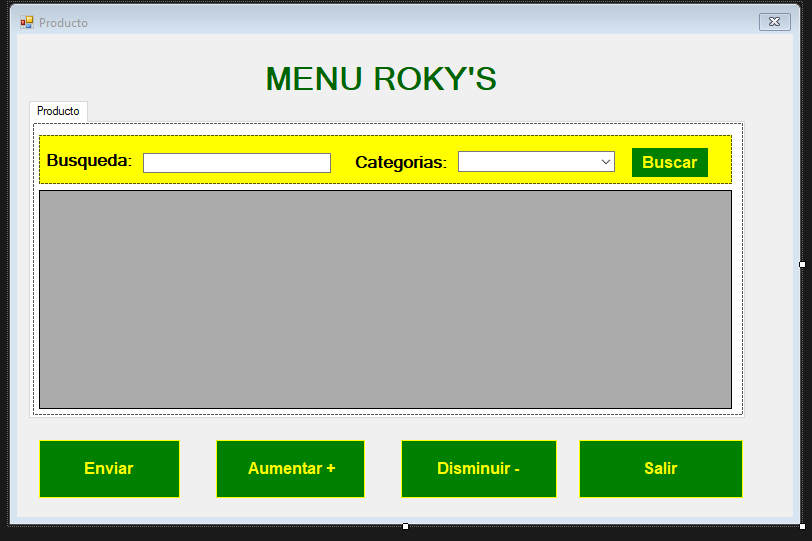 Producto
MENU ROKY'S
Producto
Busqueda:
Categorias:
Buscar
Enviar
Aumentar +
Disminuir -
Salir